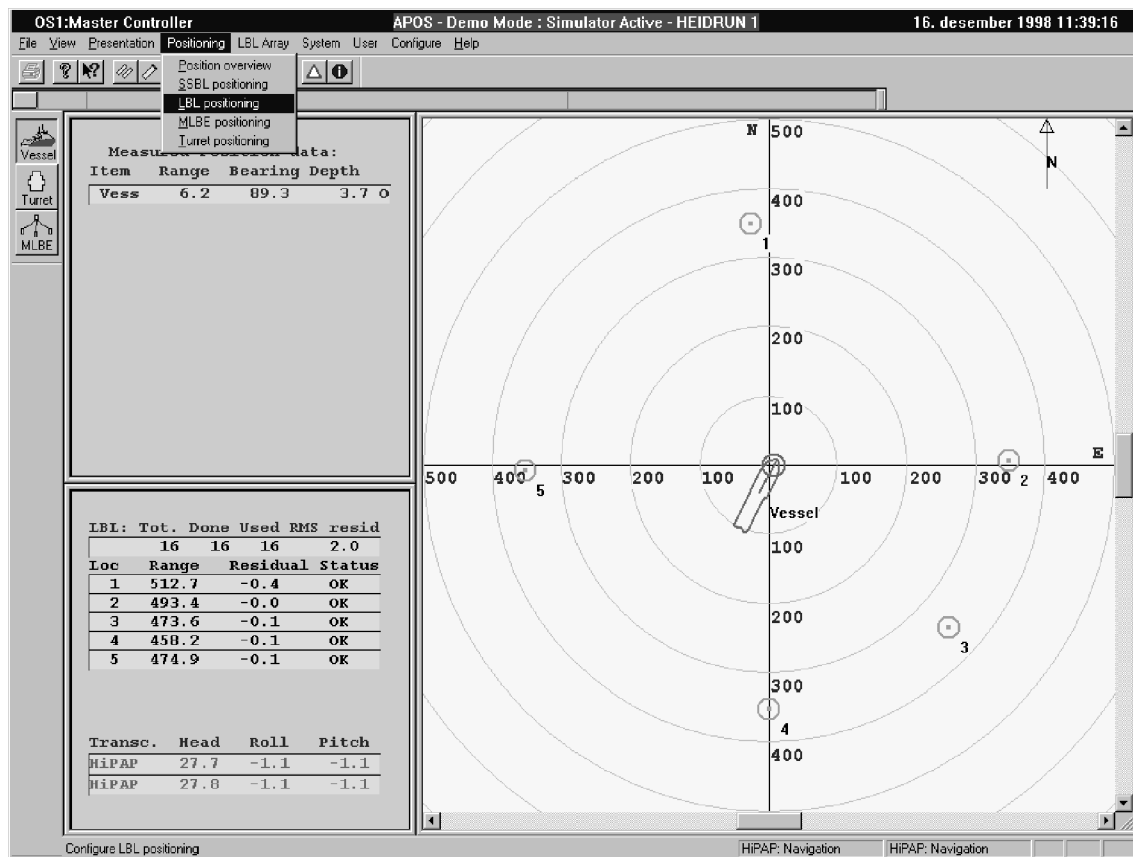 OS1:Master Controller APOS - Demo Mode : Simulator Active - HEIDRUN 1 16. desember 1998 11:39:16
File View Presentation Positioning LBL Array System User Configure Help
Position overview
SSBL positioning
LBL positioning
MLBE positioning
Turret positioning
Vessel
Turret
MLBE
data:
Item Range Bearing Depth
Vess 6.2 89.3 3.7 O
LBL: Tot. Done Used RMS resid
16 16 16 2.0
Loc Range Residual Status
1 512.7 -0.4 OK
2 493.4 -0.0 OK
3 473.6 -0.1 OK
4 458.2 -0.1 OK
5 474.9 -0.1 OK
Transc. Head Roll Pitch
HiPAP 27.7 -1.1 -1.1
HiPAP 27.8 -1.1 -1.1
N 500
N
400
1
300
200
100
E
500 400 300 200 100 100 200 300 400
5 2
Vessel
100
200
3
300
4
400
Configure LBL positioning HiPAP: Navigation HiPAP: Navigation